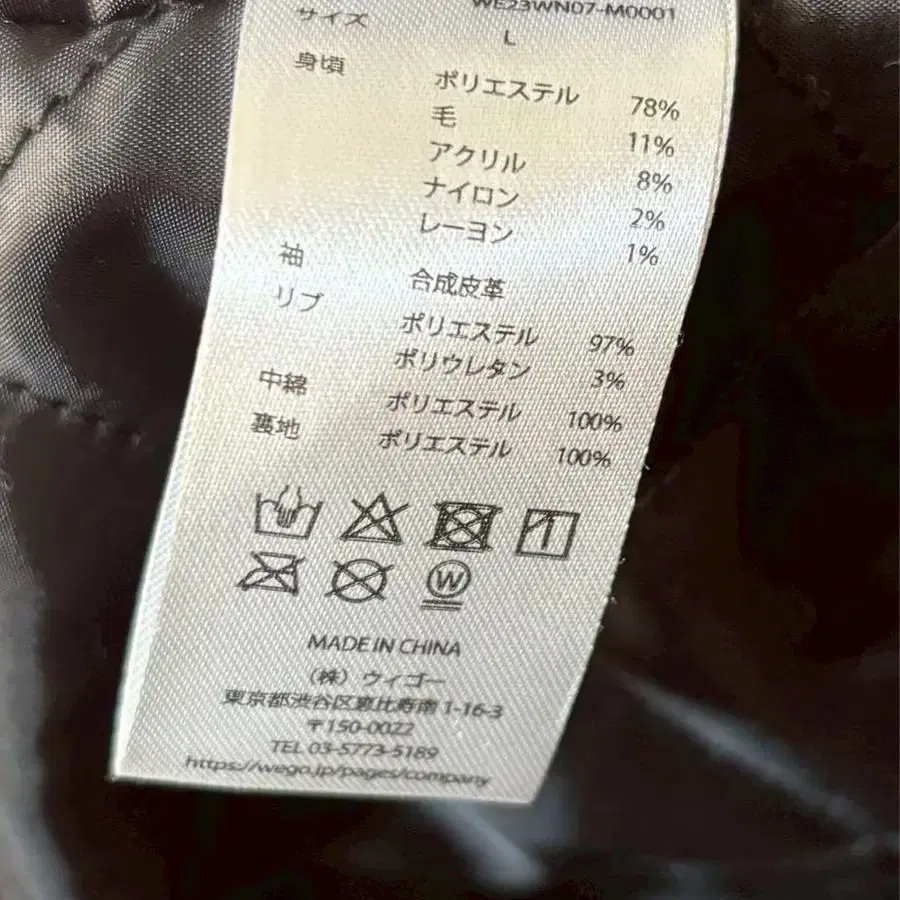 WE23WN07-M0001
サイズ L
身頃 ポリエステル 78%
毛 11%
アクリル 8%
ナイロン 2%
レーヨン 1%
袖 合成皮革
リブ ポリエステル 97%
ポリウレタン 3%
中綿 ポリエステル 100%
裏地 ポリエステル 100%
W
MADE IN CHINA
(株) ウィゴー
東京都渋谷区恵比寿南 1-16-3
〒150-0022
TEL 03-5773-5189
https://wego.jp/pages/company